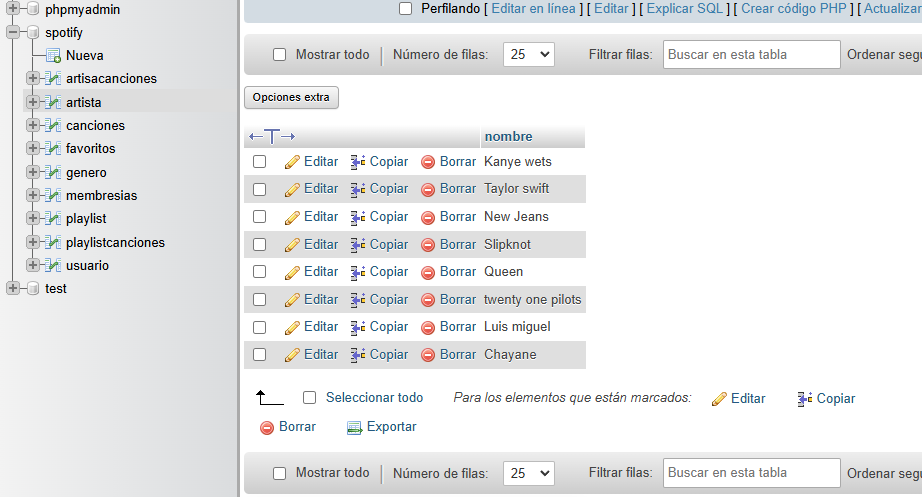 phpmyadmin
spotify
Nueva
artisacanciones
artista
canciones
favoritos
genero
membresias
playlist
playlistcanciones
usuario
test
Perfilando [ Editar en línea ] [ Editar ] [ Explicar SQL ] [ Crear código PHP ] [ Actualizar
Mostrar todo Número de filas: 25 Filtrar filas: Buscar en esta tabla Ordenar segú
Opciones extra
nombre
Editar Copiar Borrar Kanye wets
Editar Copiar Borrar Taylor swift
Editar Copiar Borrar New Jeans
Editar Copiar Borrar Slipknot
Editar Copiar Borrar Queen
Editar Copiar Borrar twenty one pilots
Editar Copiar Borrar Luis miguel
Editar Copiar Borrar Chayane
Seleccionar todo Para los elementos que están marcados: Editar Copiar
Borrar Exportar
Mostrar todo Número de filas: 25 Filtrar filas: Buscar en esta tabla Ordenar segú